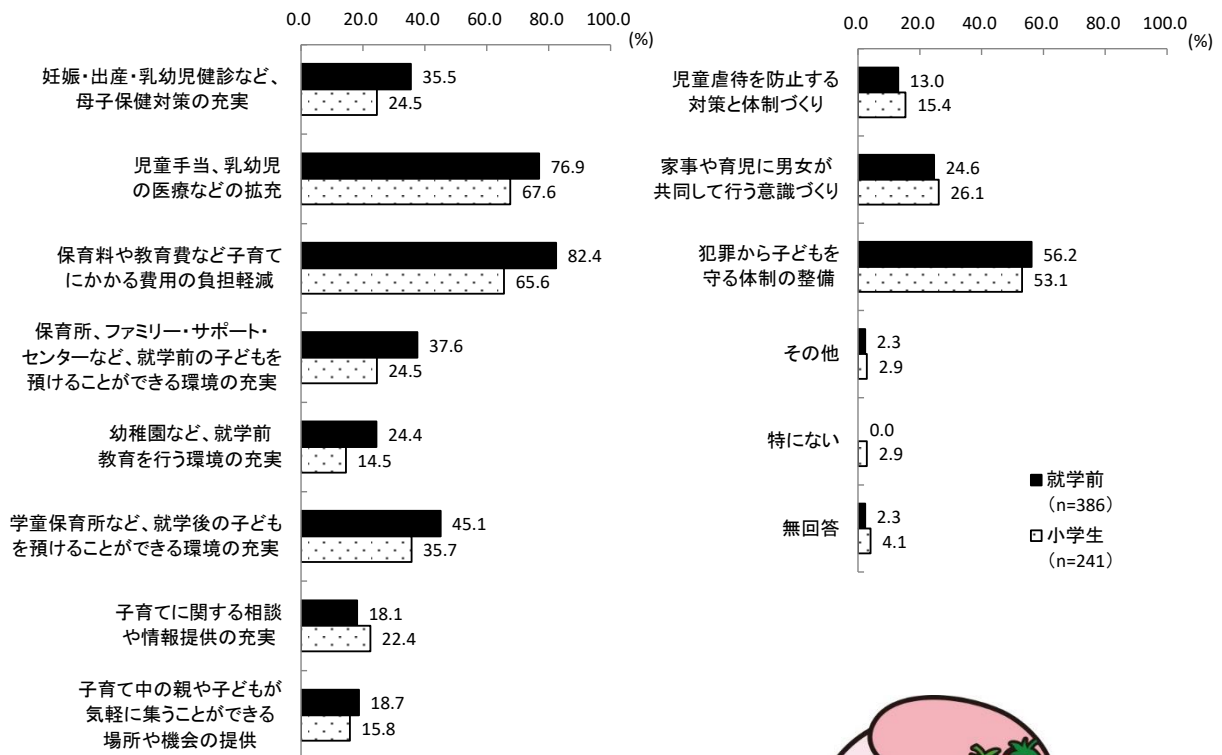 0.0 20.0 40.0 60.0 80.0 100.0
(%)
妊娠・出産・乳幼児健診など、
母子保健対策の充実
35.5
24.5
児童手当、乳幼児
の医療などの拡充
76.9
67.6
保育料や教育費など子育て
にかかる費用の負担軽減
82.4
65.6
保育所、ファミリー・サポート・
センターなど、就学前の子どもを
預けることができる環境の充実
37.6
24.5
幼稚園など、就学前
教育を行う環境の充実
24.4
14.5
学童保育所など、就学後の子ども
を預けることができる環境の充実
45.1
35.7
子育てに関する相談
や情報提供の充実
18.1
22.4
子育て中の親や子どもが
気軽に集うことができる
場所や機会の提供
18.7
15.8
0.0 20.0 40.0 60.0 80.0 100.0
(%)
児童虐待を防止する
対策と体制づくり
13.0
15.4
家事や育児に男女が
共同して行う意識づくり
24.6
26.1
犯罪から子どもを
守る体制の整備
56.2
53.1
その他
2.3
2.9
特にない
0.0
2.9
無回答
2.3
4.1
就学前
(n=386)
小学生
(n=241)